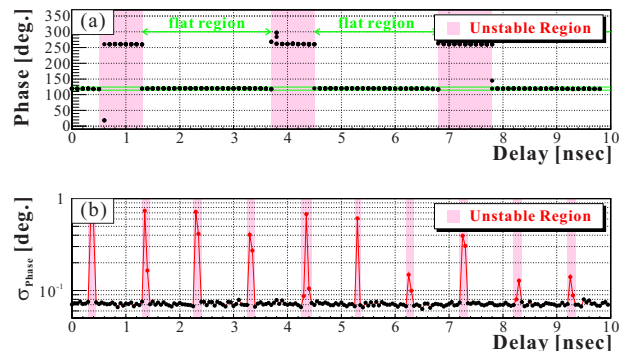 (a)
flat region
flat region
Unstable Region
Phase [deg.]
350
300
250
200
150
100
50
0
0 1 2 3 4 5 6 7 8 9 10
Delay [nsec]
(b)
Unstable Region
σPhase [deg.]
1
10⁻¹
0 1 2 3 4 5 6 7 8 9 10
Delay [nsec]